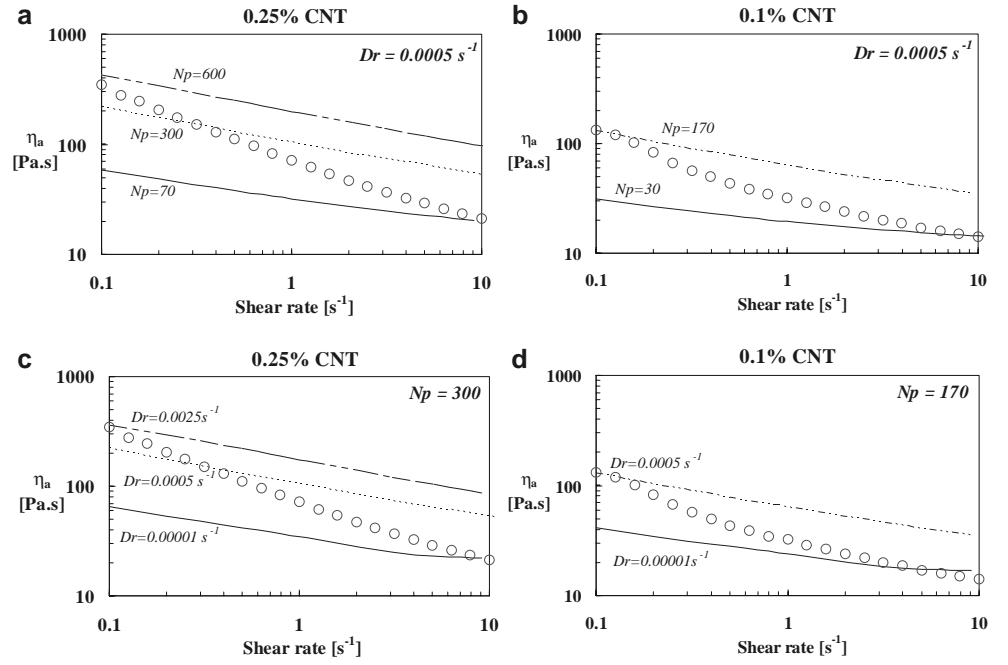 a
0.25% CNT
1000
Dr = 0.0005 s⁻¹
Np=600
100
ηₐ
[Pa.s]
Np=300
Np=70
10
0.1
1
10
Shear rate [s⁻¹]
b
0.1% CNT
1000
Dr = 0.0005 s⁻¹
Np=170
100
ηₐ
[Pa.s]
Np=30
10
0.1
1
10
Shear rate [s⁻¹]
c
0.25% CNT
1000
Np = 300
Dr=0.0025s⁻¹
100
ηₐ
[Pa.s]
Dr=0.0005 s⁻¹
Dr=0.00001 s⁻¹
10
0.1
1
10
Shear rate [s⁻¹]
d
0.1% CNT
1000
Np = 170
Dr=0.0005 s⁻¹
100
ηₐ
[Pa.s]
Dr=0.00001s⁻¹
10
0.1
1
10
Shear rate [s⁻¹]